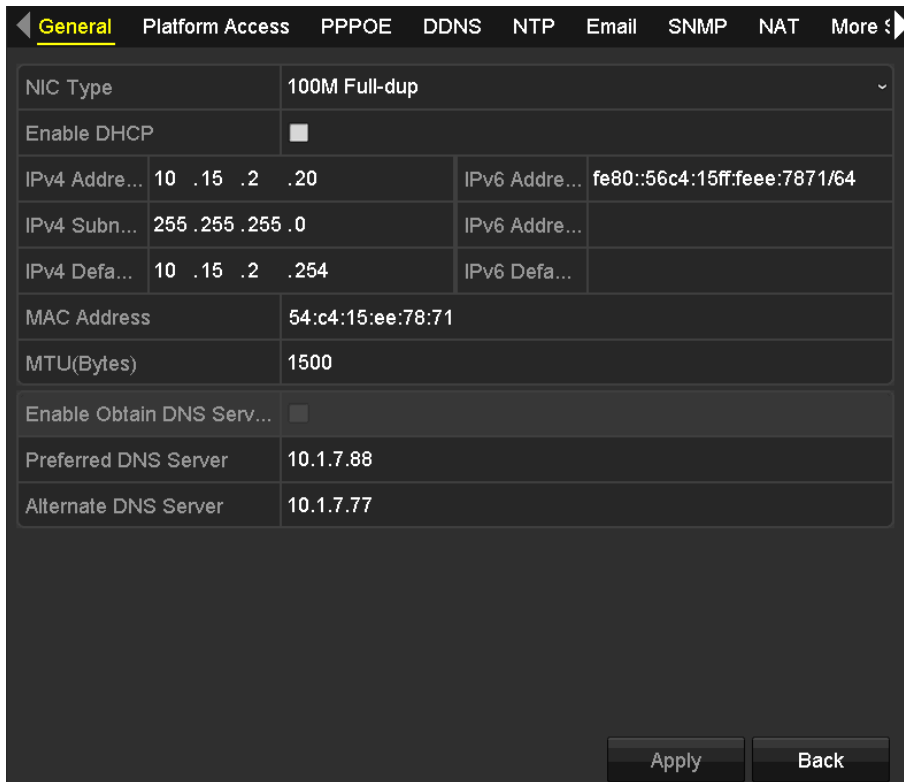 General Platform Access PPPOE DDNS NTP Email SNMP NAT More
NIC Type 100M Full-dup
Enable DHCP
IPv4 Addre... 10 .15 .2 .20 IPv6 Addre... fe80::56c4:15ff:feee:7871/64
IPv4 Subn... 255.255.255.0 IPv6 Addre...
IPv4 Defa... 10 .15 .2 .254 IPv6 Defa...
MAC Address 54:c4:15:ee:78:71
MTU(Bytes) 1500
Enable Obtain DNS Serv...
Preferred DNS Server 10.1.7.88
Alternate DNS Server 10.1.7.77
Apply Back